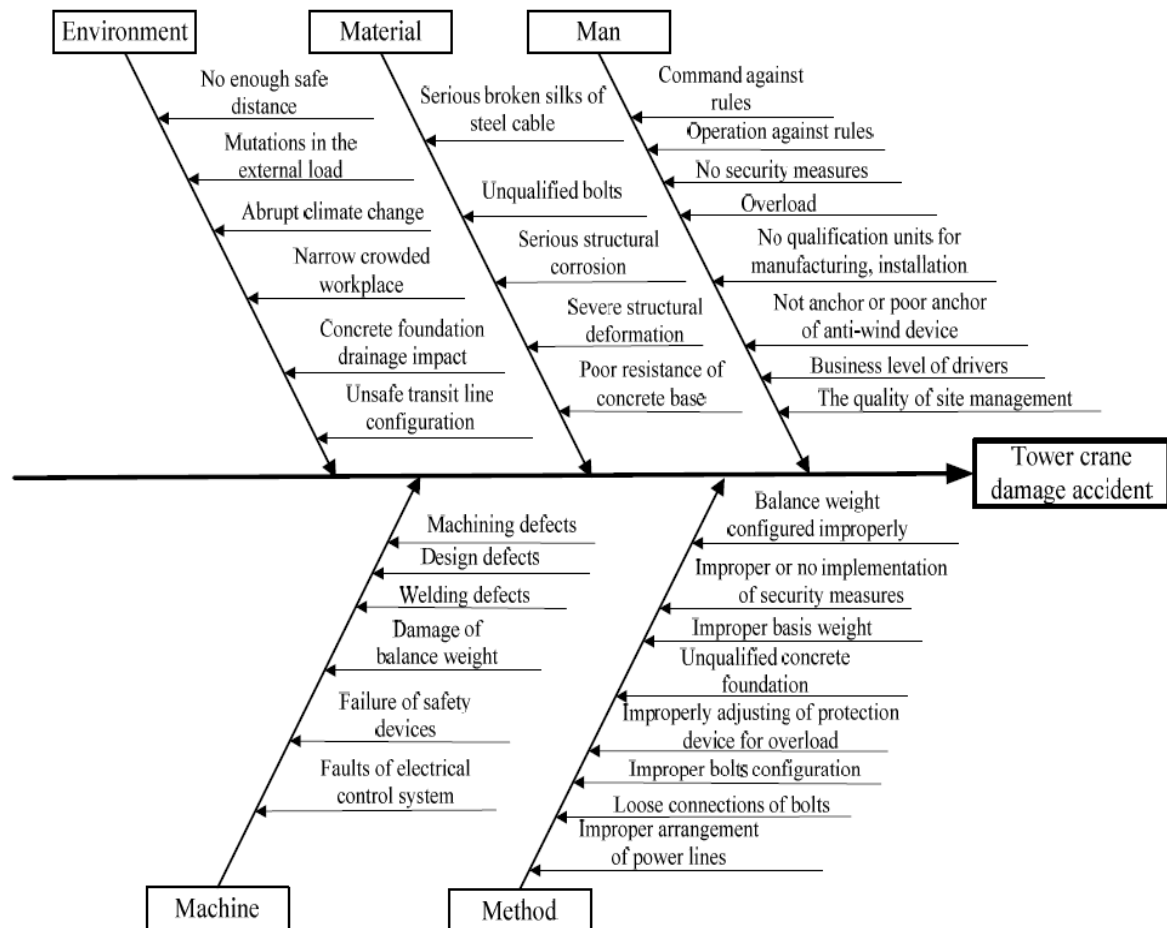 Environment
Material
Man
No enough safe
distance
Mutations in the
external load
Abrupt climate change
Narrow crowded
workplace
Concrete foundation
drainage impact
Unsafe transit line
configuration
Serious broken silks of
steel cable
Unqualified bolts
Serious structural
corrosion
Severe structural
deformation
Poor resistance of
concrete base
Command against
rules
Operation against rules
No security measures
Overload
No qualification units for
manufacturing, installation
Not anchor or poor anchor
of anti-wind device
Business level of drivers
The quality of site management
Tower crane
damage accident
Machining defects
Design defects
Welding defects
Damage of
balance weight
Failure of safety
devices
Faults of electrical
control system
Balance weight
configured improperly
Improper or no implementation
of security measures
Improper basis weight
Unqualified concrete
foundation
Improperly adjusting of protection
device for overload
Improper bolts configuration
Loose connections of bolts
Improper arrangement
of power lines
Machine
Method